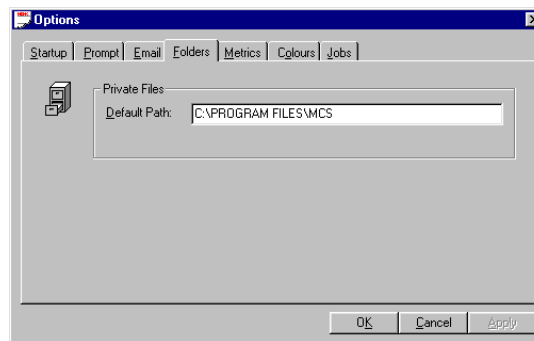 Options
Startup Prompt Email Folders Metrics Colours Jobs
Private Files
Default Path: C:\PROGRAM FILES\MCS
OK Cancel Apply